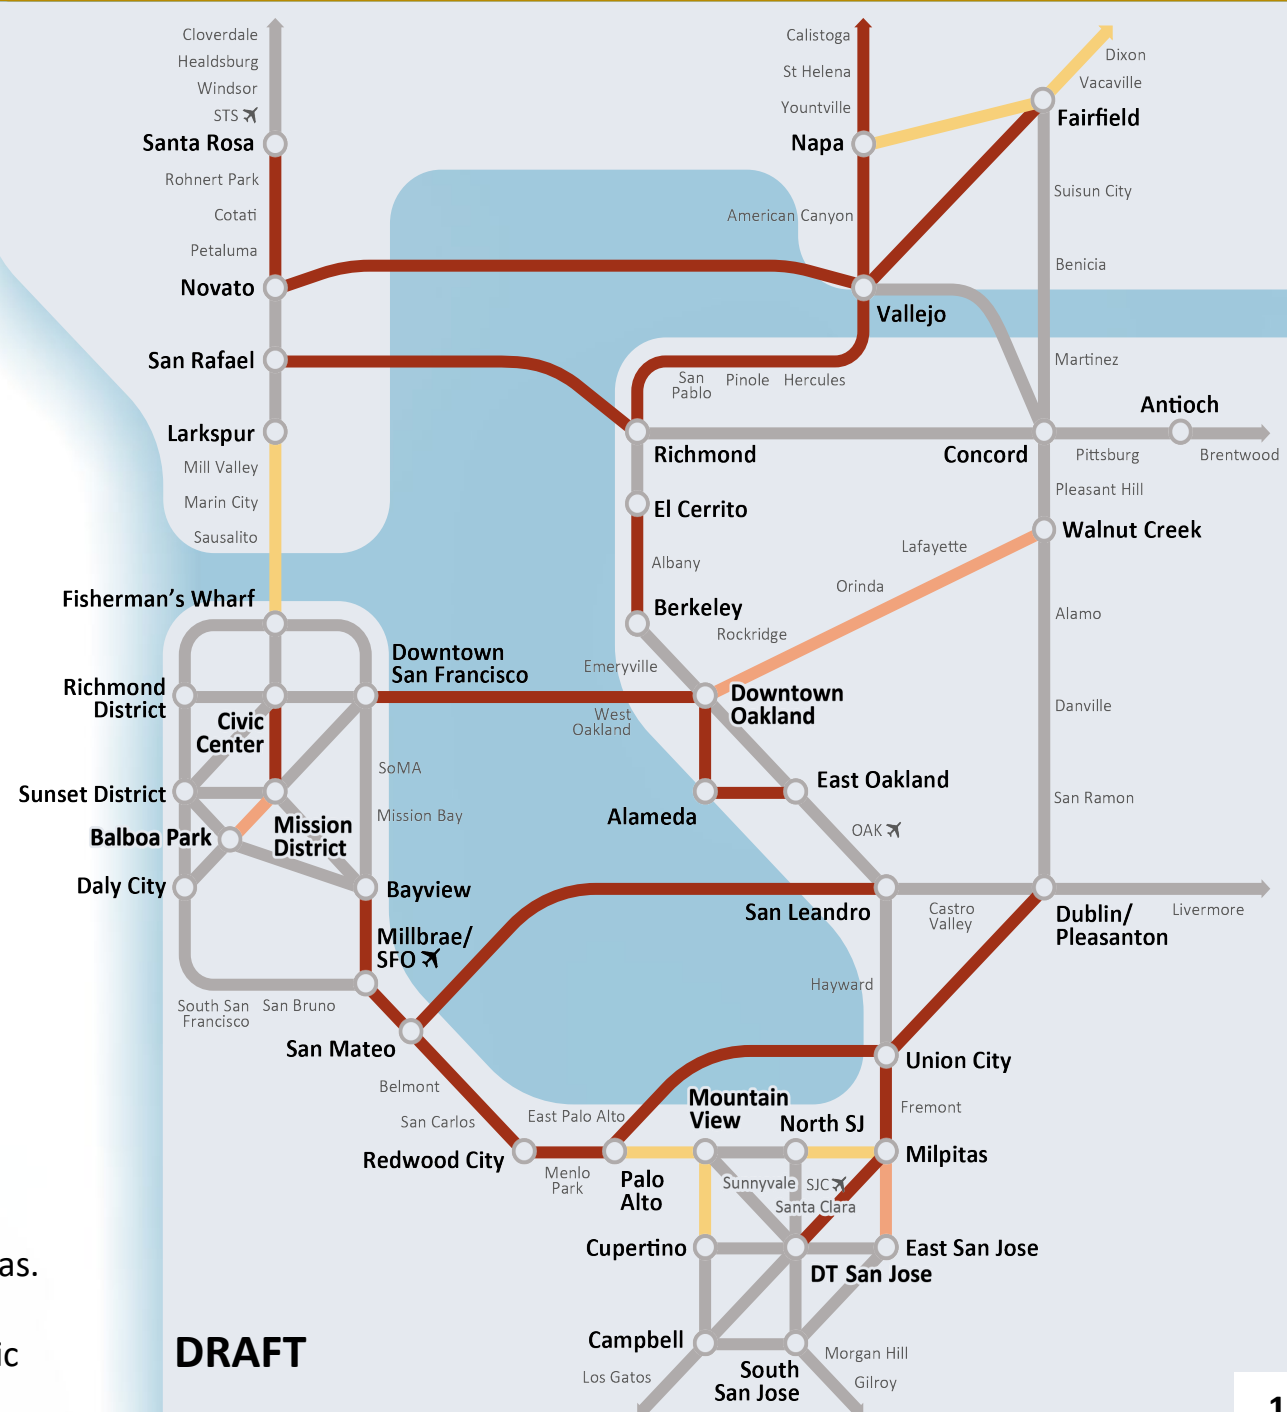 Cloverdale
Healdsburg
Windsor
STS
Santa Rosa
Rohnert Park
Cotati
Petaluma
Novato
San Rafael
Larkspur
Mill Valley
Marin City
Sausalito
Fisherman's Wharf
Calistoga
St Helena
Yountville
Napa
American Canyon
Vallejo
Dixon
Vacaville
Fairfield
Suisun City
Benicia
Martinez
San
Pablo
Pinole
Hercules
Richmond
Concord
Antioch
Pittsburg
Brentwood
Pleasant Hill
Walnut Creek
El Cerrito
Albany
Berkeley
Lafayette
Orinda
Rockridge
Emeryville
Alamo
Danville
San Ramon
Downtown
San Francisco
Richmond
District
Civic
Center
West
Oakland
Downtown
Oakland
Sunset District
SoMA
Mission Bay
Balboa Park
Mission
District
Daly City
Bayview
Alameda
East Oakland
OAK
San Leandro
Castro
Valley
Dublin/
Pleasanton
Livermore
Millbrae/
SFO
South San
Francisco
San Bruno
San Mateo
Hayward
Union City
Belmont
San Carlos
Redwood City
East Palo Alto
Menlo
Park
Palo
Alto
Mountain
View
North SJ
Fremont
Milpitas
Sunnyvale
SJC
Santa Clara
Cupertino
East San Jose
DT San Jose
Campbell
Los Gatos
South
San Jose
Morgan Hill
Gilroy
as.
ic
DRAFT
1